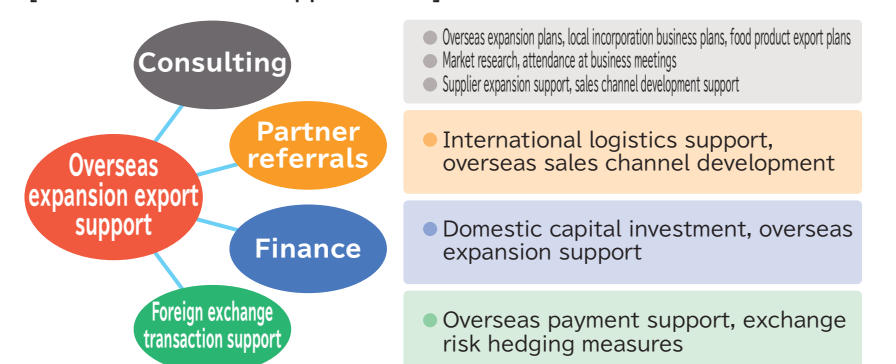 Consulting
Overseas expansion plans, local incorporation business plans, food product export plans
Market research, attendance at business meetings
Supplier expansion support, sales channel development support
Partner
referrals
International logistics support,
overseas sales channel development
Overseas
expansion export
support
Finance
Domestic capital investment, overseas
expansion support
Foreign exchange
transaction support
Overseas payment support, exchange
risk hedging measures